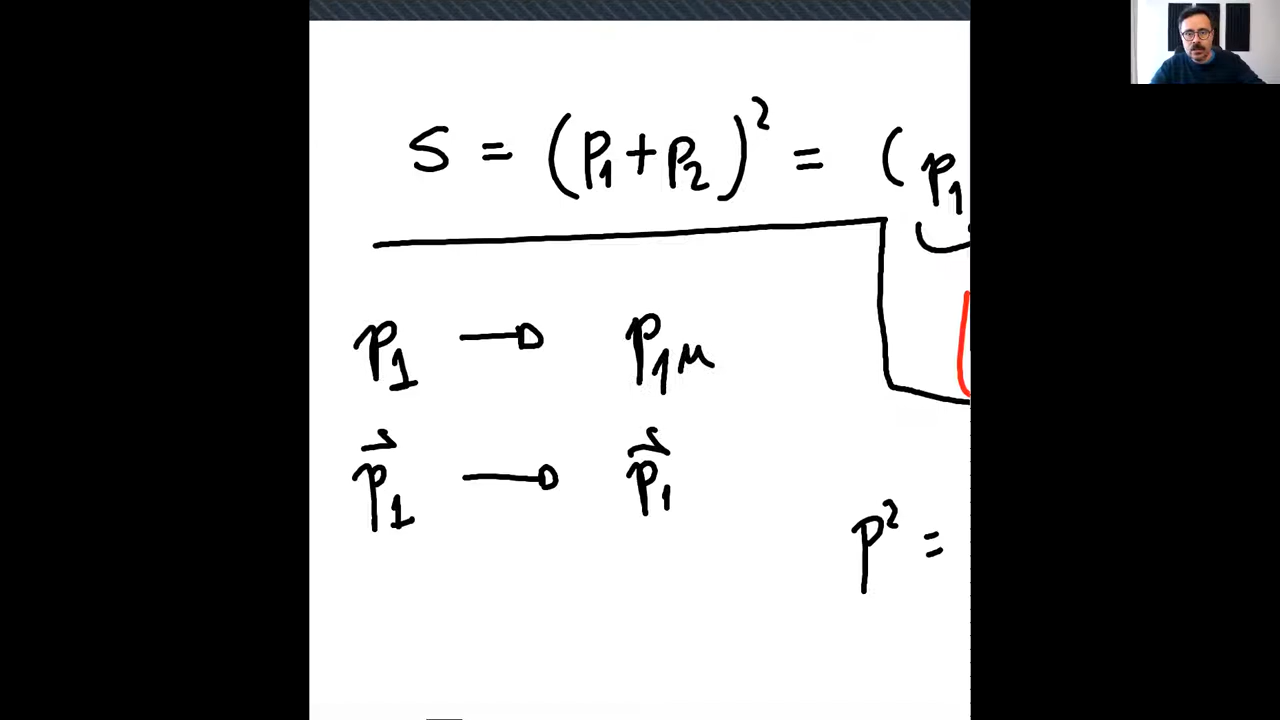 S = (p₁ + p₂)² = ( p₁
p₁ → p₁μ
p⃗₁ → p⃗₁
p² =